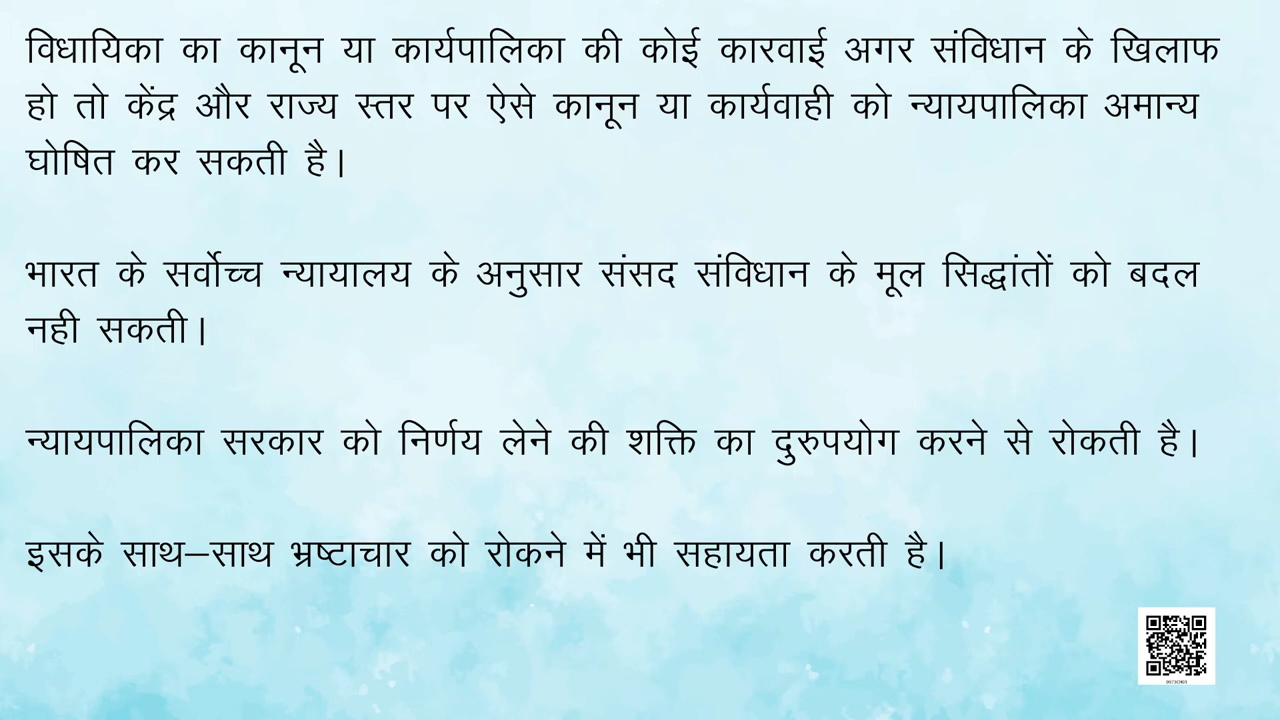 विधायिका का कानून या कार्यपालिका की कोई कारवाई अगर संविधान के खिलाफ
हो तो केंद्र और राज्य स्तर पर ऐसे कानून या कार्यवाही को न्यायपालिका अमान्य
घोषित कर सकती है।
भारत के सर्वोच्च न्यायालय के अनुसार संसद संविधान के मूल सिद्धांतों को बदल
नही सकती।
न्यायपालिका सरकार को निर्णय लेने की शक्ति का दुरुपयोग करने से रोकती है।
इसके साथ–साथ भ्रष्टाचार को रोकने में भी सहायता करती है।